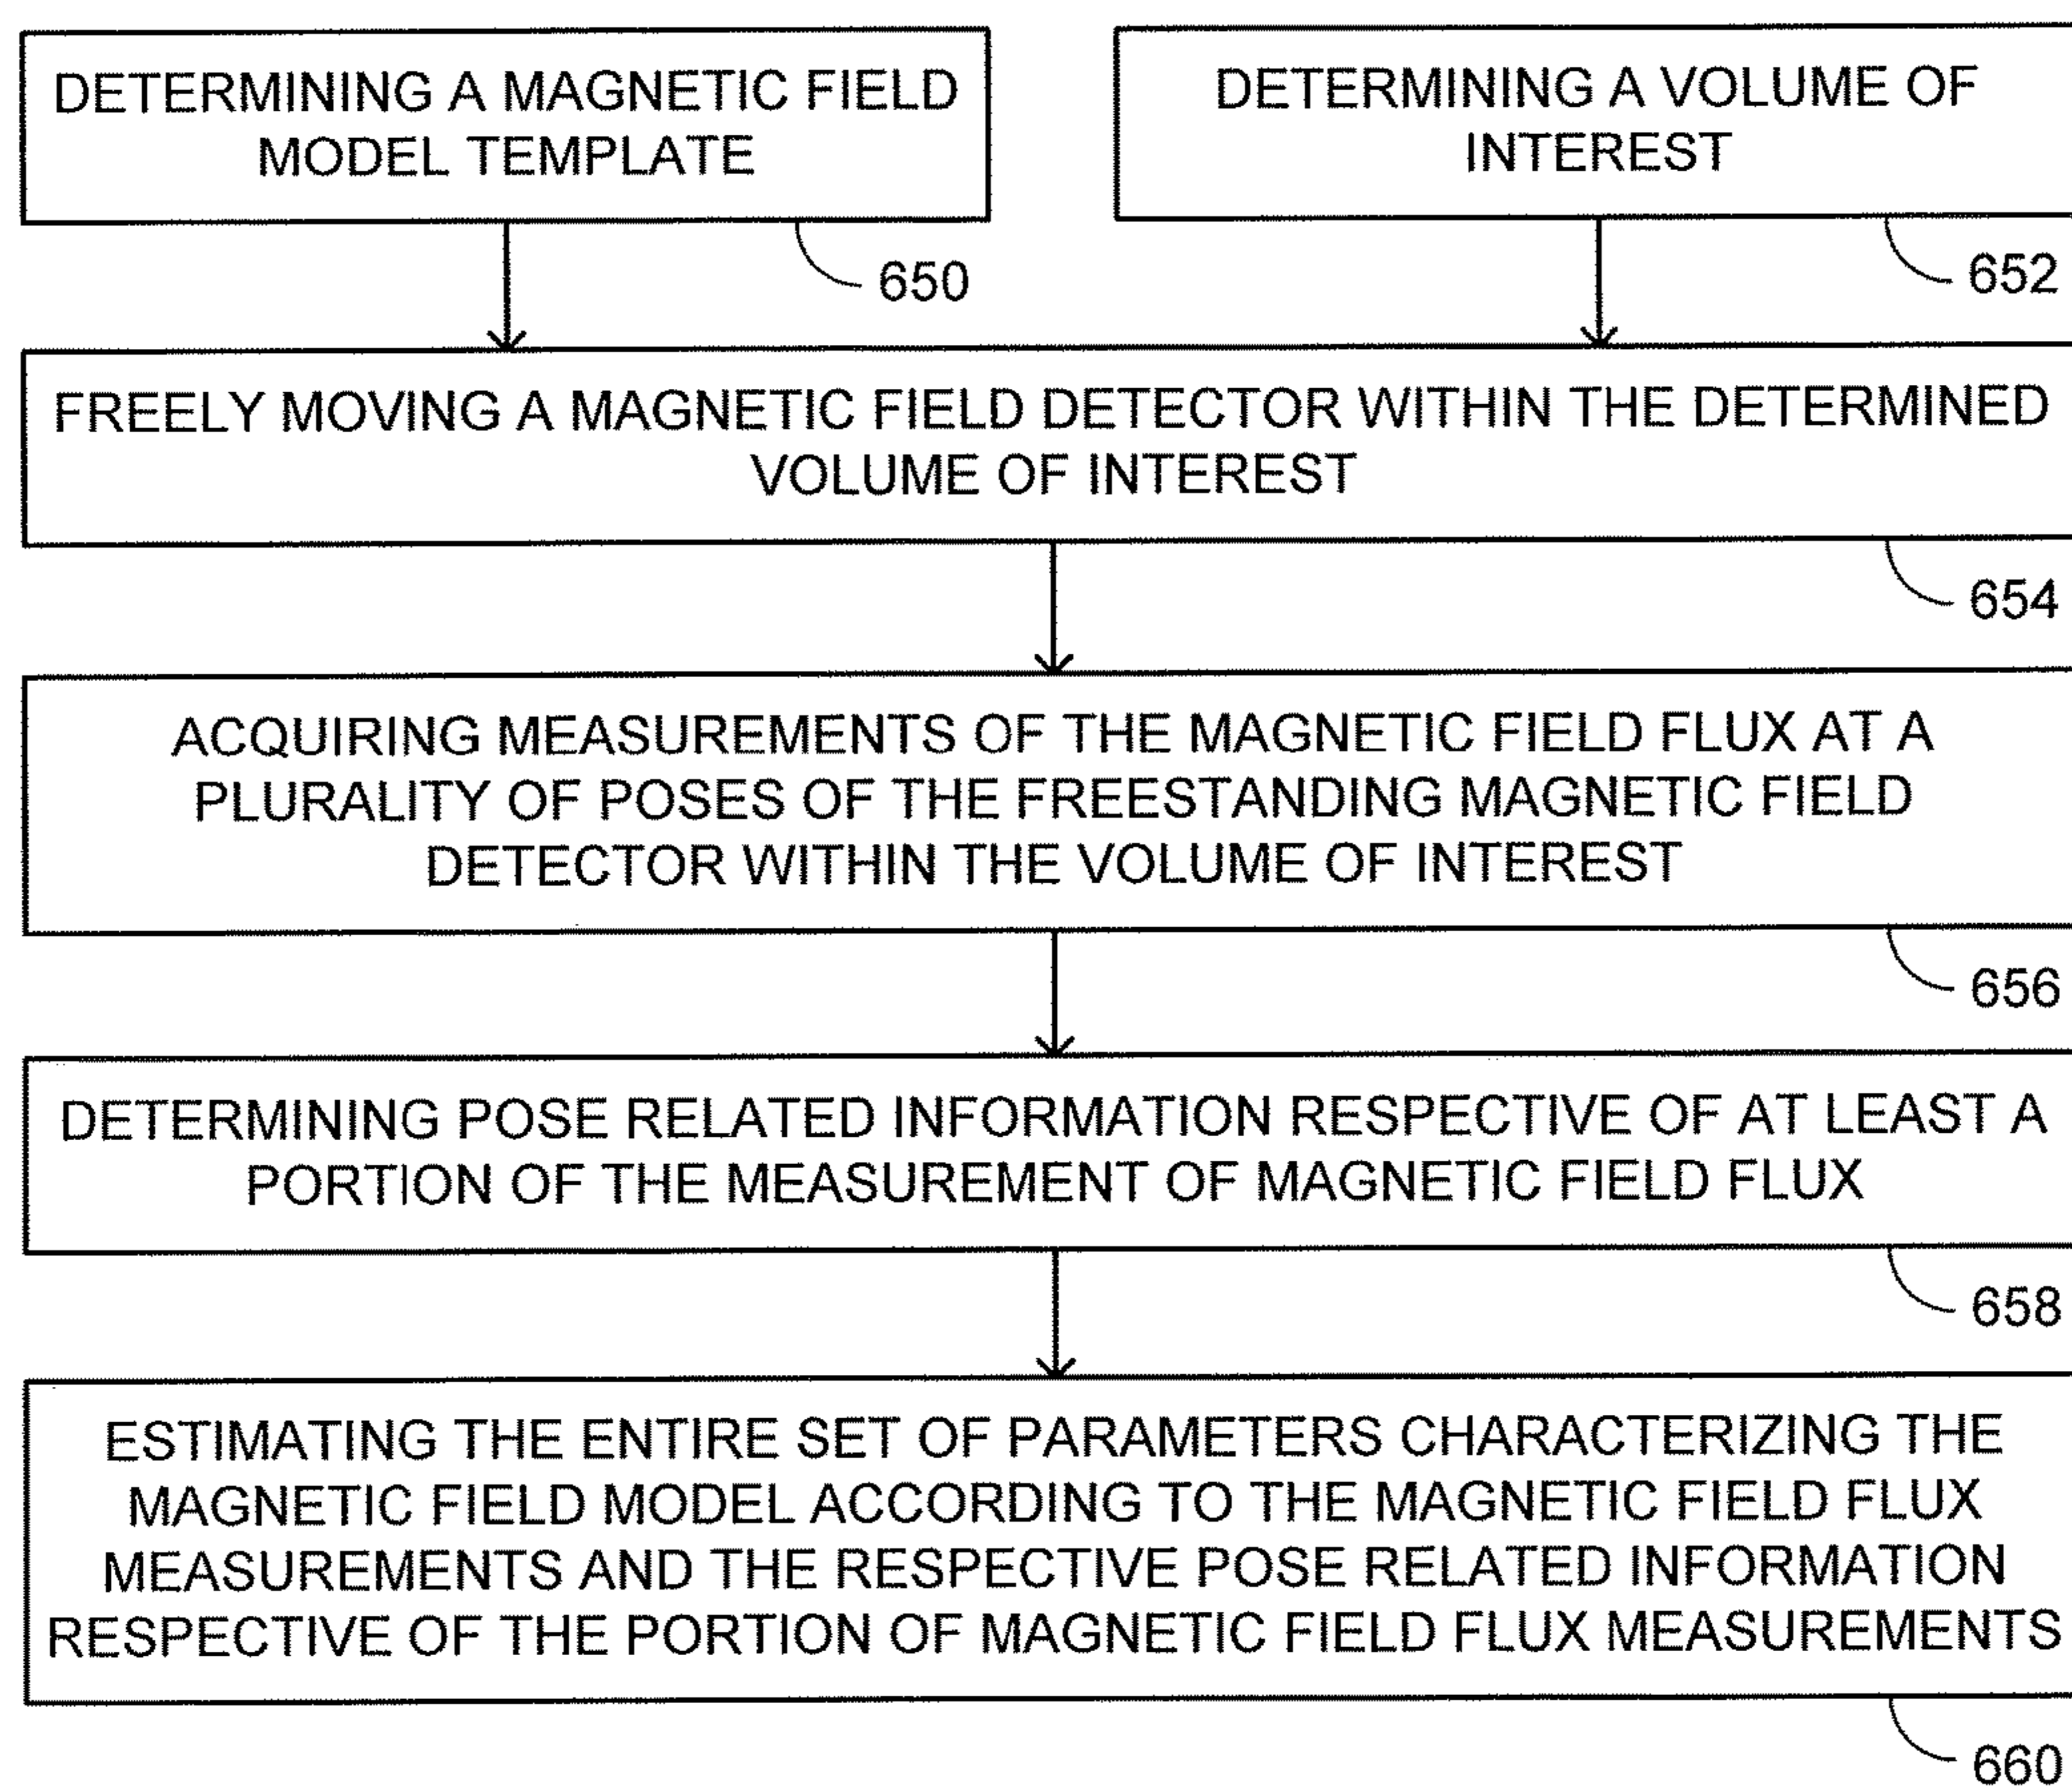 DETERMINING A MAGNETIC FIELD
MODEL TEMPLATE
650
DETERMINING A VOLUME OF
INTEREST
652
FREELY MOVING A MAGNETIC FIELD DETECTOR WITHIN THE DETERMINED
VOLUME OF INTEREST
654
ACQUIRING MEASUREMENTS OF THE MAGNETIC FIELD FLUX AT A
PLURALITY OF POSES OF THE FREESTANDING MAGNETIC FIELD
DETECTOR WITHIN THE VOLUME OF INTEREST
656
DETERMINING POSE RELATED INFORMATION RESPECTIVE OF AT LEAST A
PORTION OF THE MEASUREMENT OF MAGNETIC FIELD FLUX
658
ESTIMATING THE ENTIRE SET OF PARAMETERS CHARACTERIZING THE
MAGNETIC FIELD MODEL ACCORDING TO THE MAGNETIC FIELD FLUX
MEASUREMENTS AND THE RESPECTIVE POSE RELATED INFORMATION
RESPECTIVE OF THE PORTION OF MAGNETIC FIELD FLUX MEASUREMENTS
660